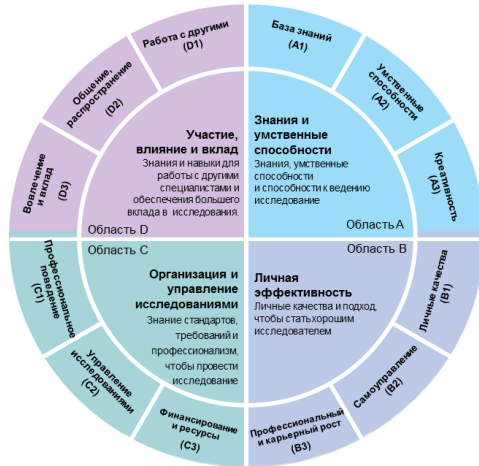 Работа с другими
(D1)
База знаний
(A1)
Общение,
распространение
(D2)
Умственные
способности
(A2)
Вовлечение
и вклад
(D3)
Креативность
(A3)
Участие,
влияние и вклад
Знания и навыки для
работы с другими
специалистами и
обеспечения большего
вклада в исследования.
Область D
Знания и
умственные
способности
Знания, умственные
способности
и способности к ведению
исследование
Область A
Область C
Организация и
управление
исследованиями
Знание стандартов,
требований и
профессионализм,
чтобы провести
исследование
Область B
Личная
эффективность
Личные качества и подход,
чтобы стать хорошим
исследователем
Профессиональное
поведение
(C1)
Личные качества
(B1)
Управление
исследованиями
(C2)
Самоуправление
(B2)
Финансирование
и ресурсы
(C3)
Профессиональный
и карьерный рост
(B3)